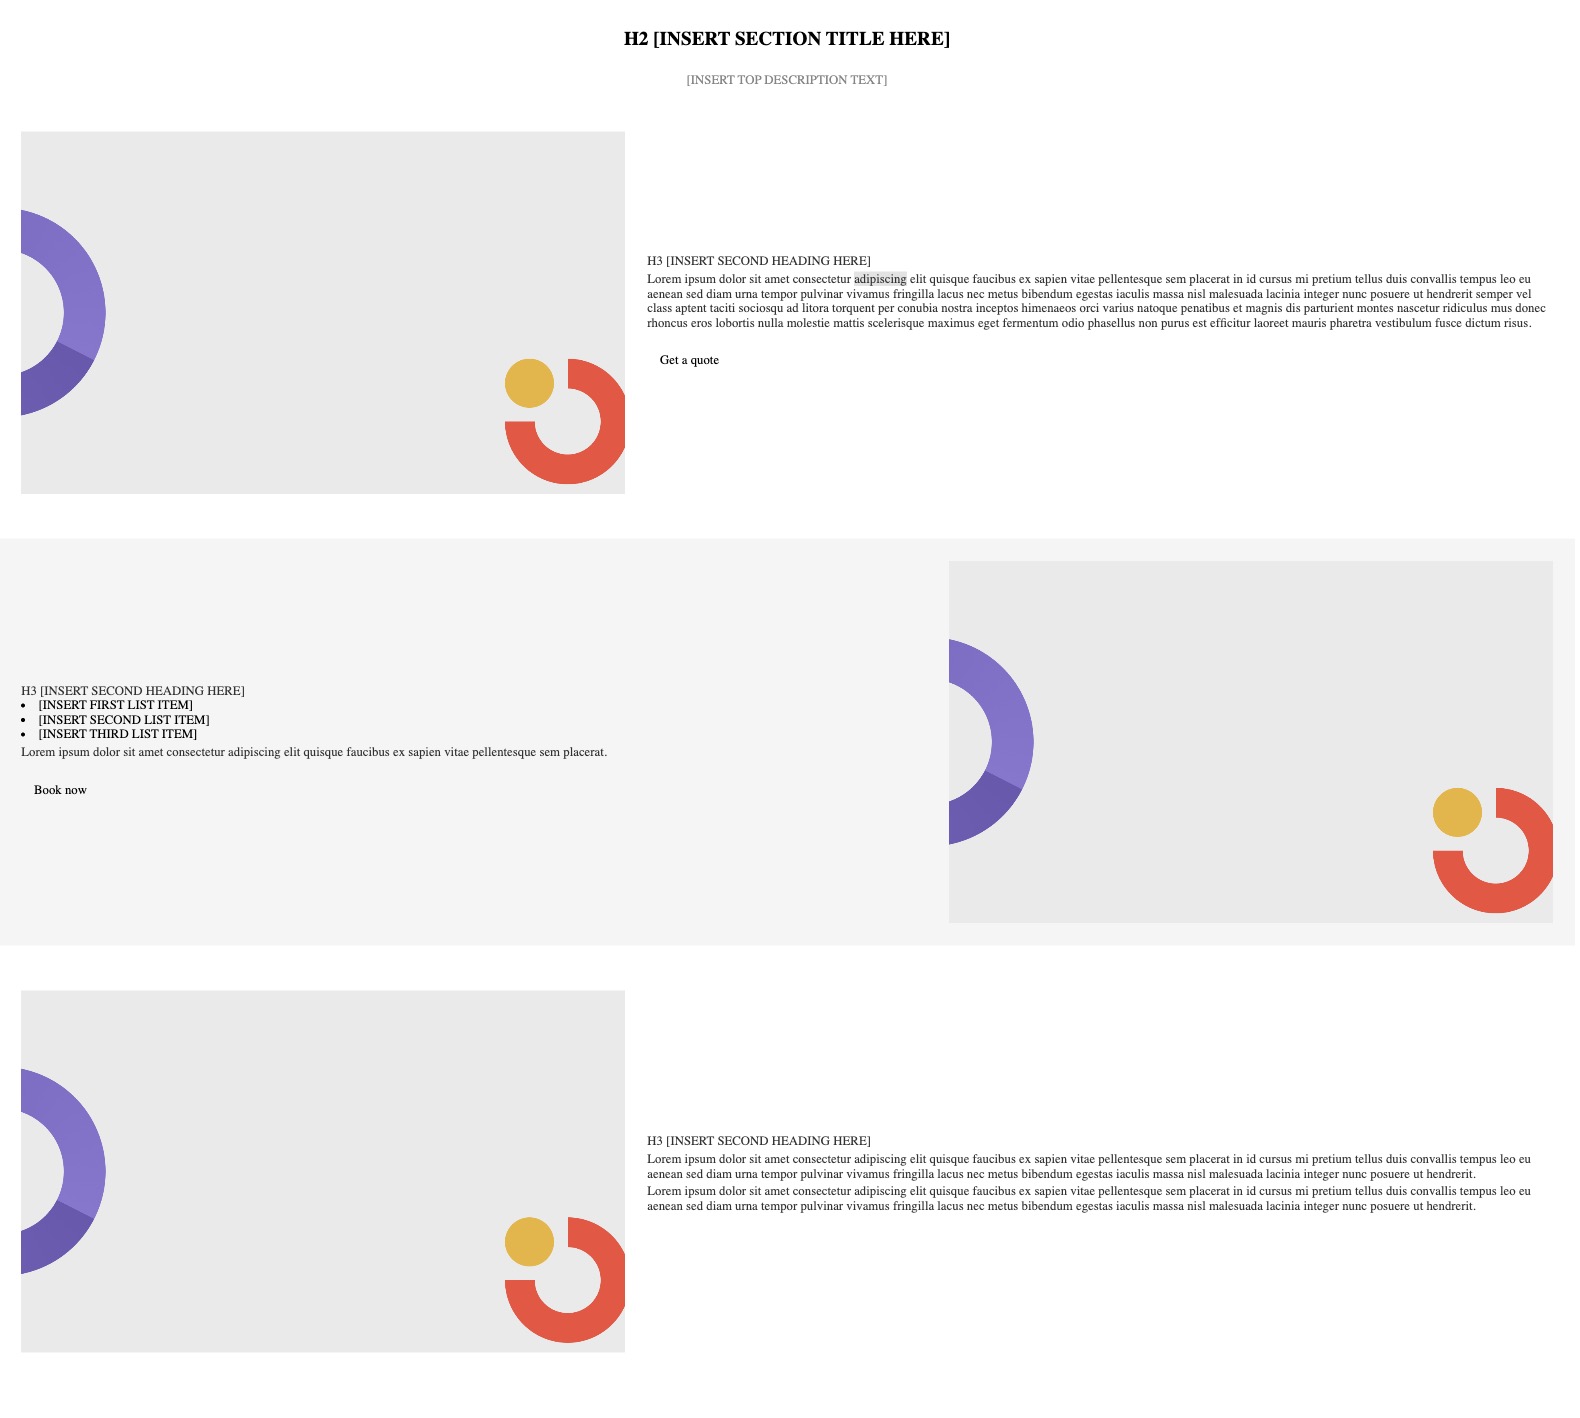 H2 [INSERT SECTION TITLE HERE]
[INSERT TOP DESCRIPTION TEXT]
H3 [INSERT SECOND HEADING HERE]
Lorem ipsum dolor sit amet consectetur adipiscing elit quisque faucibus ex sapien vitae pellentesque sem placerat in id cursus mi pretium tellus duis convallis tempus leo eu
aenean sed diam urna tempor pulvinar vivamus fringilla lacus nec metus bibendum egestas iaculis massa nisl malesuada lacinia integer nunc posuere ut hendrerit semper vel
class aptent taciti sociosqu ad litora torquent per conubia nostra inceptos himenaeos orci varius natoque penatibus et magnis dis parturient montes nascetur ridiculus mus donec
rhoncus eros lobortis nulla molestie mattis scelerisque maximus eget fermentum odio phasellus non purus est efficitur laoreet mauris pharetra vestibulum fusce dictum risus.
Get a quote
H3 [INSERT SECOND HEADING HERE]
• [INSERT FIRST LIST ITEM]
• [INSERT SECOND LIST ITEM]
• [INSERT THIRD LIST ITEM]
Lorem ipsum dolor sit amet consectetur adipiscing elit quisque faucibus ex sapien vitae pellentesque sem placerat.
Book now
H3 [INSERT SECOND HEADING HERE]
Lorem ipsum dolor sit amet consectetur adipiscing elit quisque faucibus ex sapien vitae pellentesque sem placerat in id cursus mi pretium tellus duis convallis tempus leo eu
aenean sed diam urna tempor pulvinar vivamus fringilla lacus nec metus bibendum egestas iaculis massa nisl malesuada lacinia integer nunc posuere ut hendrerit.
Lorem ipsum dolor sit amet consectetur adipiscing elit quisque faucibus ex sapien vitae pellentesque sem placerat in id cursus mi pretium tellus duis convallis tempus leo eu
aenean sed diam urna tempor pulvinar vivamus fringilla lacus nec metus bibendum egestas iaculis massa nisl malesuada lacinia integer nunc posuere ut hendrerit.